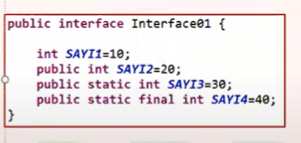 public interface Interface01 {
int SAYI1=10;
public int SAYI2=20;
public static int SAYI3=30;
public static final int SAYI4=40;
}